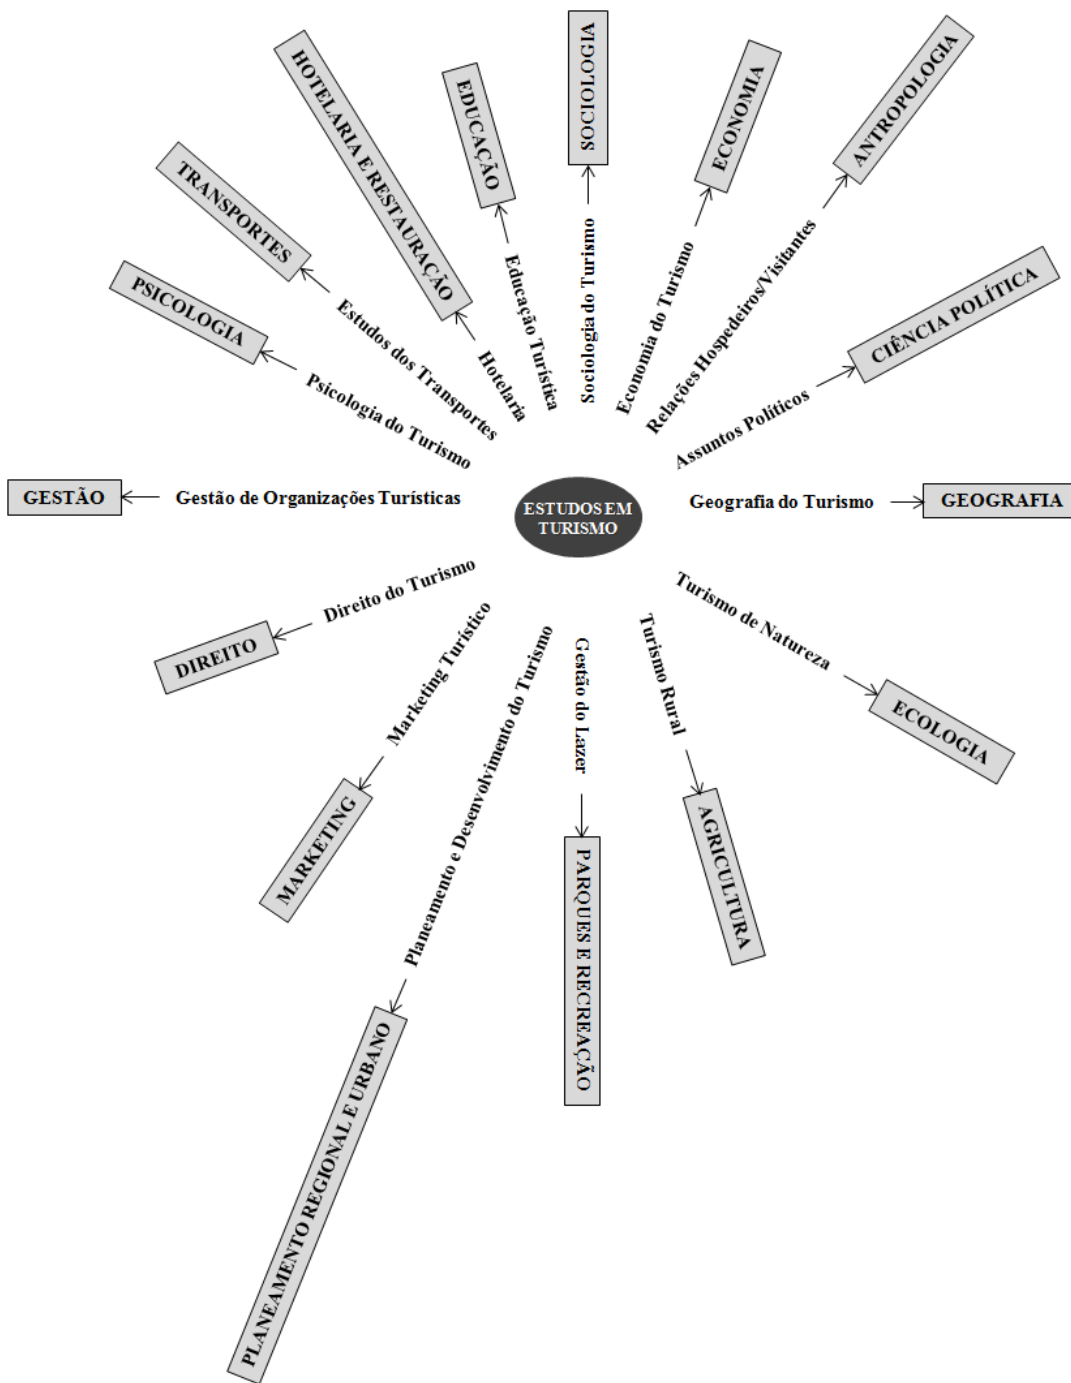 SOCIOLOGGIA
Sociologia do Turismo
ECONOMIA
Economia do Turismo
ANTROPOLOGIA
Relações Hospedeiros/Visitantes
CIÊNCIA POLÍTICA
Assuntos Políticos
GEOGRAFIA
Geografia do Turismo
ECOLOGIA
Turismo de Natureza
AGRICULTURA
Turismo Rural
PARQUES E RECREAÇÃO
Gestão do Lazer
PLANEAMENTO REGIONAL E URBANO
Planeamento e Desenvolvimento do Turismo
MARKETING
Marketing Turístico
DIREITO
Direito do Turismo
GESTÃO
Gestão de Organizações Turísticas
PSICOLOGIA
Psicologia do Turismo
TRANSPORTES
Estudos dos Transportes
HOTELARIA E RESTAURAÇÃO
Hotelaria
EDUCAÇÃO
Educação Turística
ESTUDOS EM
TURISMO